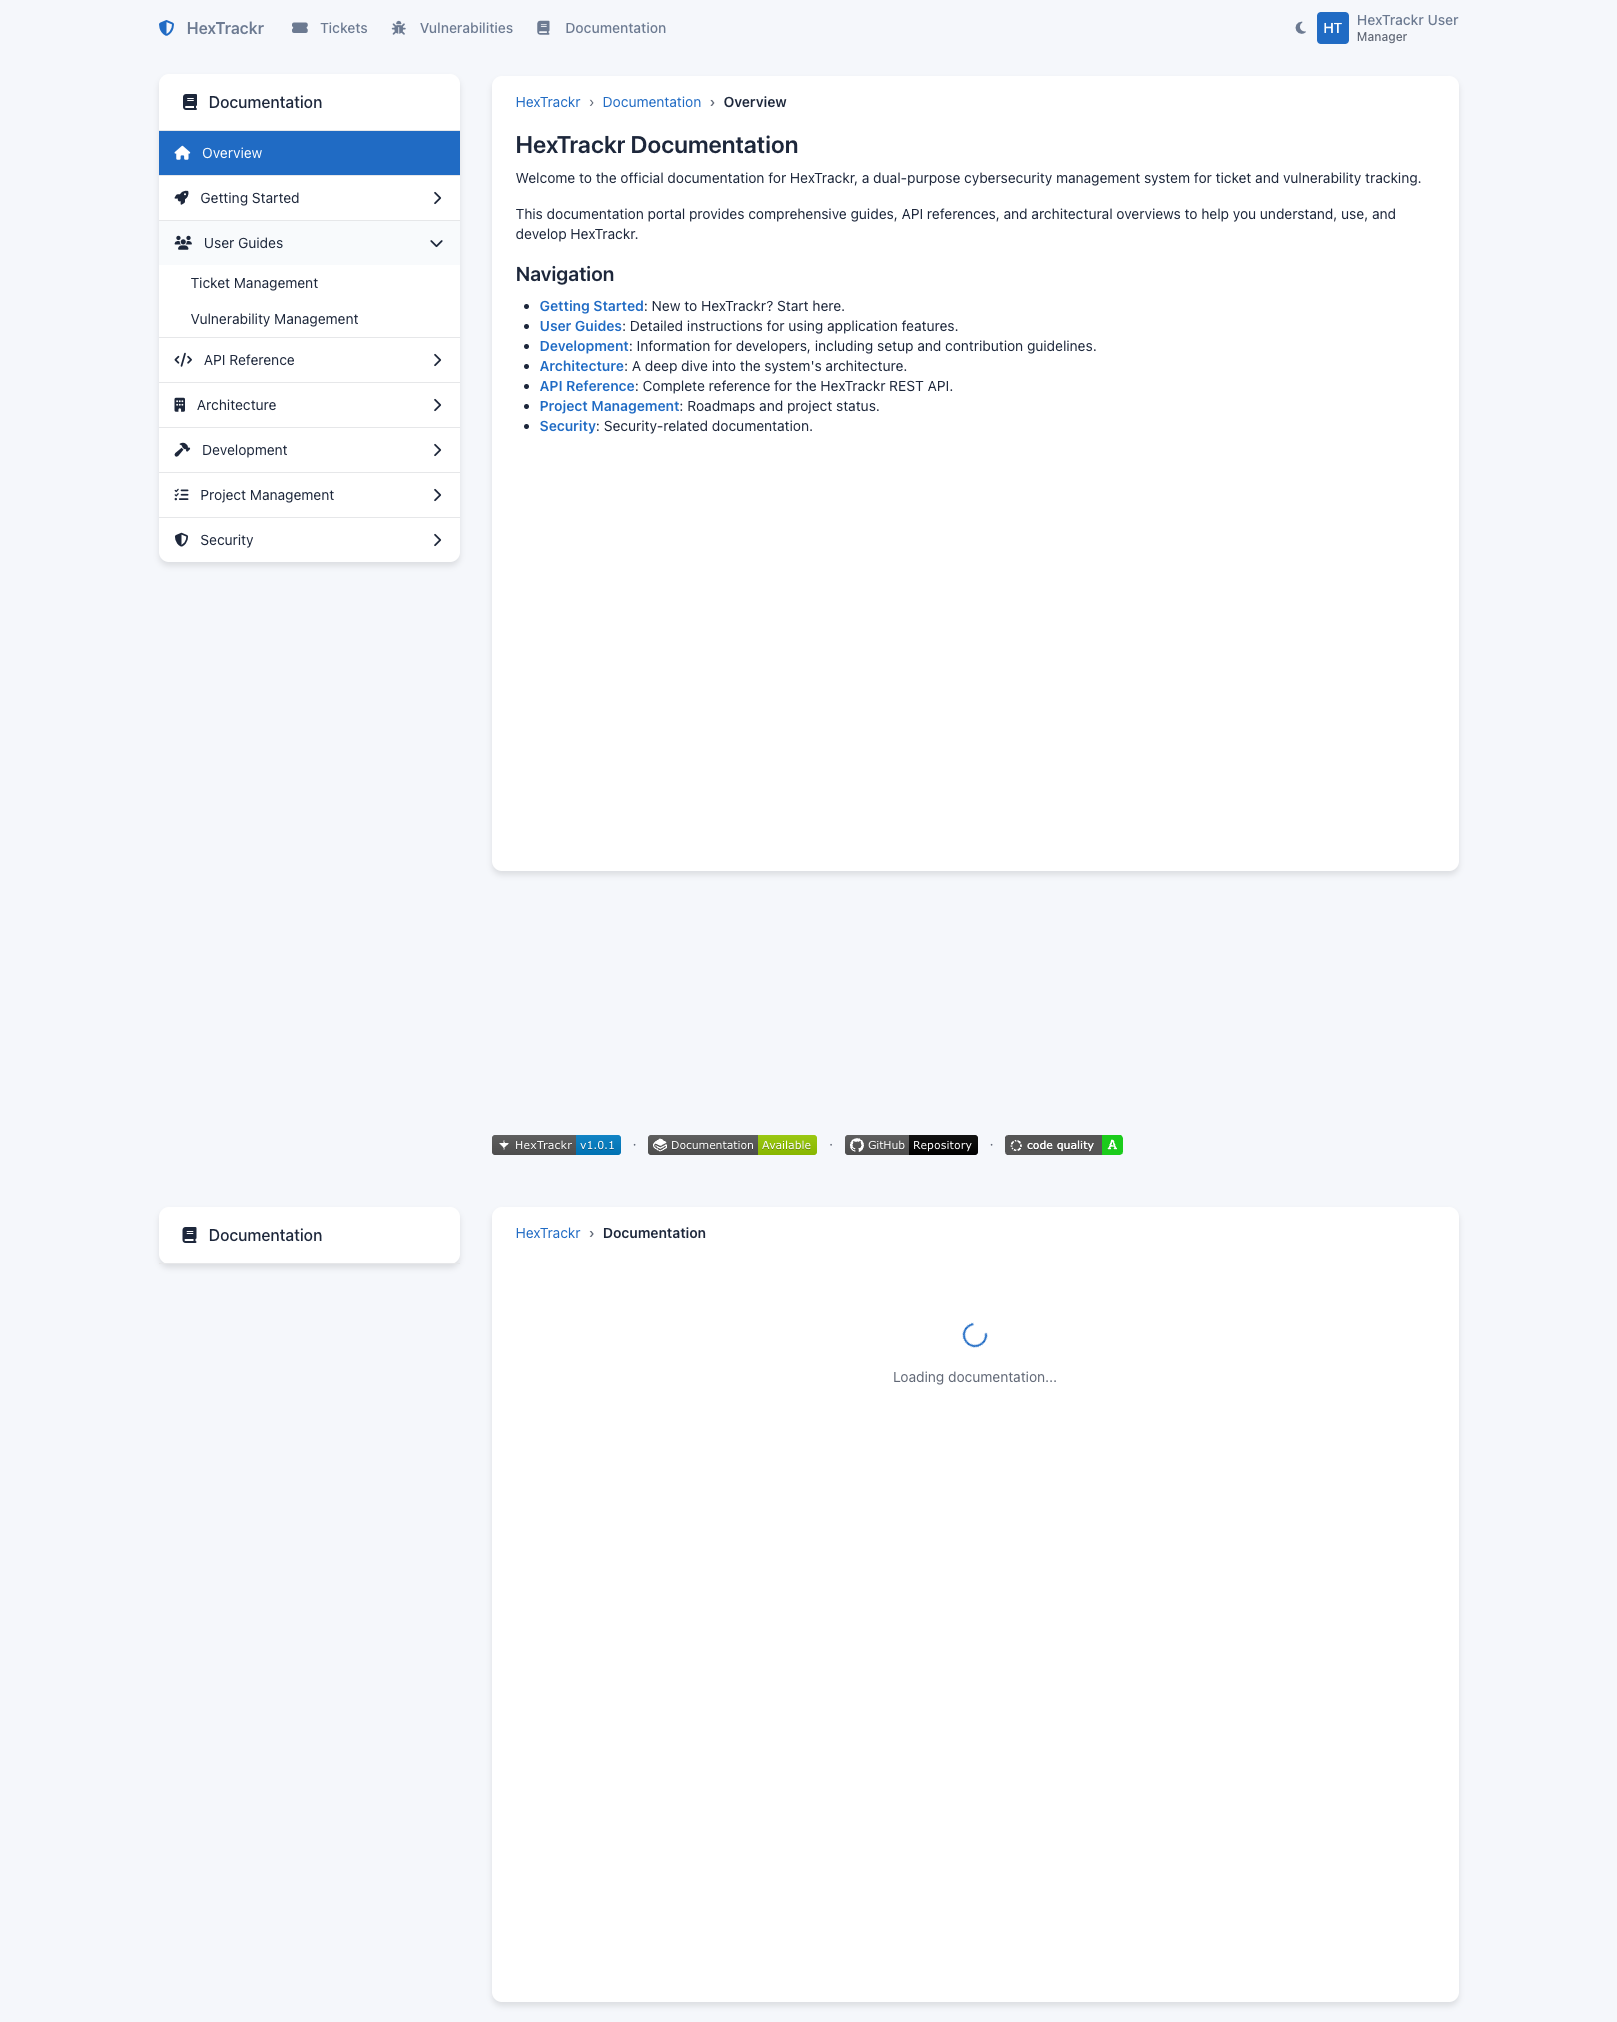 HexTrackr
Tickets
Vulnerabilities
Documentation
HT
HexTrackr User
Manager
Documentation
Overview
Getting Started
User Guides
Ticket Management
Vulnerability Management
API Reference
Architecture
Development
Project Management
Security
HexTrackr › Documentation › Overview
HexTrackr Documentation
Welcome to the official documentation for HexTrackr, a dual-purpose cybersecurity management system for ticket and vulnerability tracking.
This documentation portal provides comprehensive guides, API references, and architectural overviews to help you understand, use, and
develop HexTrackr.
Navigation
• Getting Started: New to HexTrackr? Start here.
• User Guides: Detailed instructions for using application features.
• Development: Information for developers, including setup and contribution guidelines.
• Architecture: A deep dive into the system's architecture.
• API Reference: Complete reference for the HexTrackr REST API.
• Project Management: Roadmaps and project status.
• Security: Security-related documentation.
HexTrackr v1.0.1 · Documentation Available · GitHub Repository · code quality A
Documentation
HexTrackr › Documentation
Loading documentation...